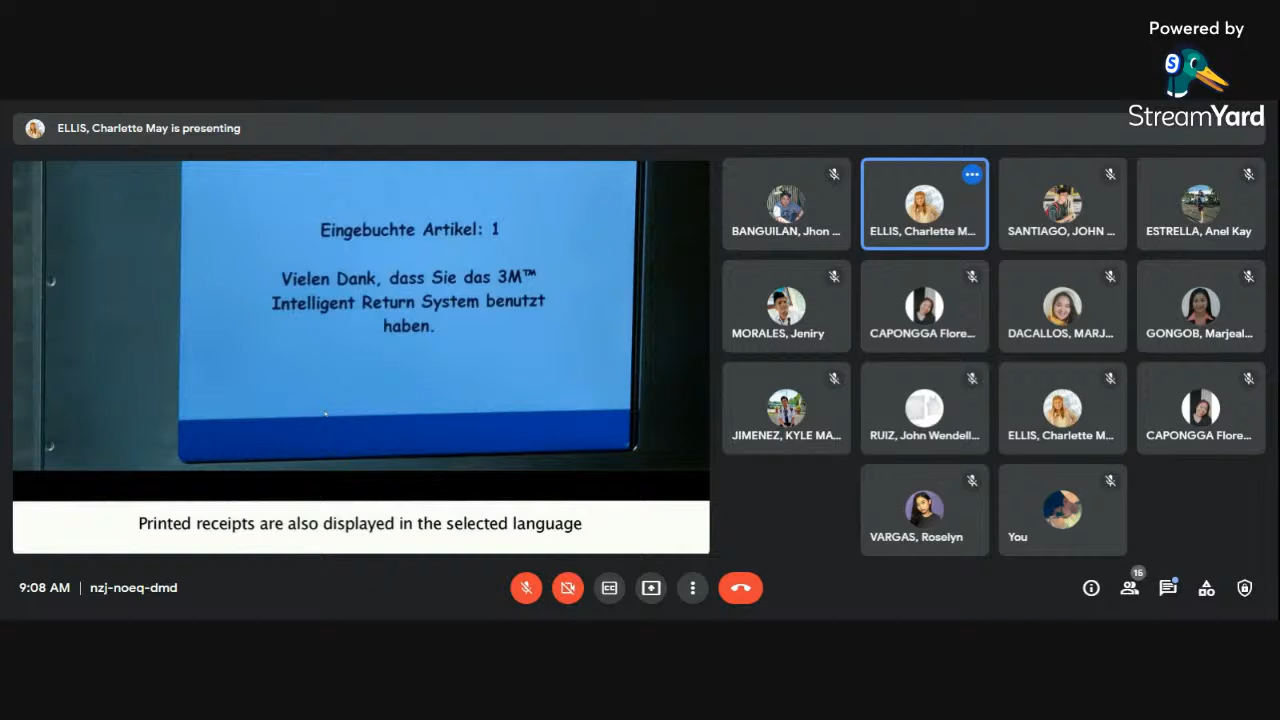 Powered by
S
StreamYard
ELLIS, Charlette May is presenting
Eingebuchte Artikel: 1
Vielen Dank, dass Sie das 3M™
Intelligent Return System benutzt
haben.
Printed receipts are also displayed in the selected language
BANGUILAN, Jhon ...
ELLIS, Charlette M...
SANTIAGO, JOHN ...
ESTRELLA, Anel Kay
MORALES, Jeniry
CAPONGGA Flore...
DACALLOS, MARJ...
GONGOB, Marjeal...
JIMENEZ, KYLE MA...
RUIZ, John Wendell...
ELLIS, Charlette M...
CAPONGGA Flore...
VARGAS, Roselyn
You
9:08 AM | nzj-noeq-dmd
CC
15